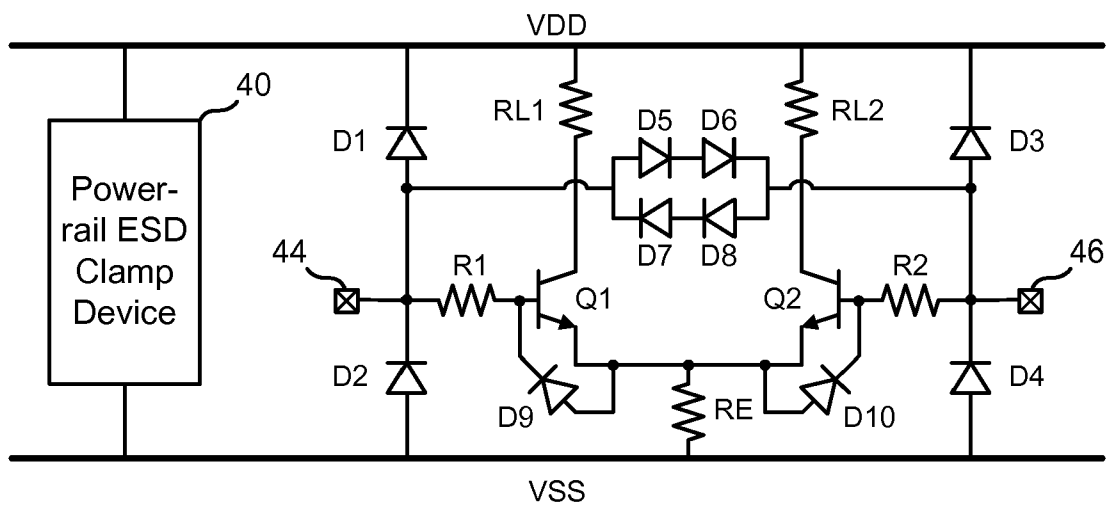 VDD
40
RL1
RL2
D5
D6
D1
D3
Power-
rail ESD
Clamp
Device
D7
D8
44
46
R1
R2
Q1
Q2
D2
D4
D9
RE
D10
VSS